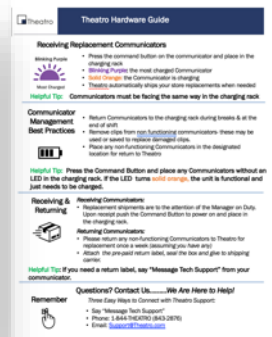 Theatro
Theatro Hardware Guide
Receiving Replacement Communicators
Blinking Purple
Most Charged
• Press the command button on the communicator and place in the
charging rack
• Blinking Purple; the most charged Communicator
• Solid Orange: the Communicator is charging
• Theatro automatically ships your store replacements when needed
Helpful Tip: Communicators must be facing the same way in the charging rack
Communicator
Management
Best Practices
• Return Communicators to the charging rack during breaks & at the
end of shift
• Remove clips from non functioning communicators- these may be
used or saved to replace damaged clips.
• Place any non-functioning Communicators in the designated
location for return to Theatro
Helpful Tip: Press the Command Button and place any Communicators without an
LED in the charging rack. If the LED turns solid orange, the unit is functional and
just needs to be charged.
Receiving &
Returning
Receiving Communicators:
• Replacement shipments are to the attention of the Manager on Duty.
Upon receipt push the Command Button to power on and place in
the charging rack.
Returning Communicators:
• Please return any non-functioning Communicators to Theatro for
replacement once a week (assuming you have any)
• Attach the pre-paid return label, seal the box and give to shipping
carrier.
Helpful Tip: If you need a return label, say "Message Tech Support" from your
communicator.
Questions? Contact Us.........We Are Here to Help!
Remember
Three Easy Ways to Connect with Theatro Support:
• Say "Message Tech Support"
• Phone: 1-844-THEATRO (843-2876)
• Email: Support@Theatro.com